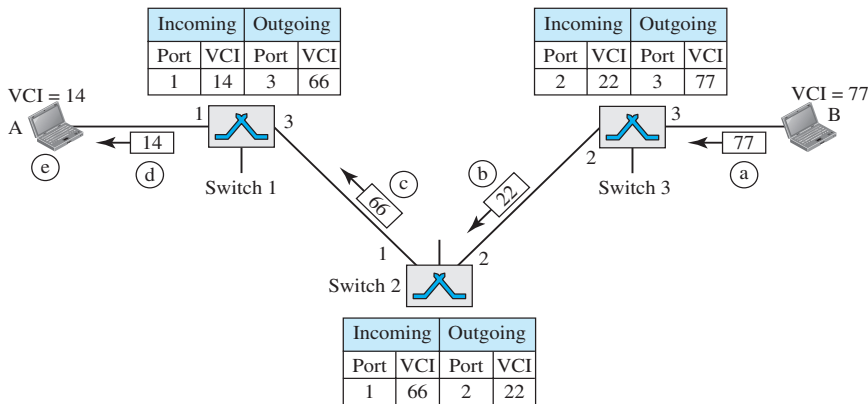 Incoming Outgoing
Port VCI Port VCI
1 14 3 66
Incoming Outgoing
Port VCI Port VCI
2 22 3 77
VCI = 14
A
e
14
d
1
3
Switch 1
66
c
22
b
1
2
Switch 2
2
3
Switch 3
77
a
VCI = 77
B
Incoming Outgoing
Port VCI Port VCI
1 66 2 22